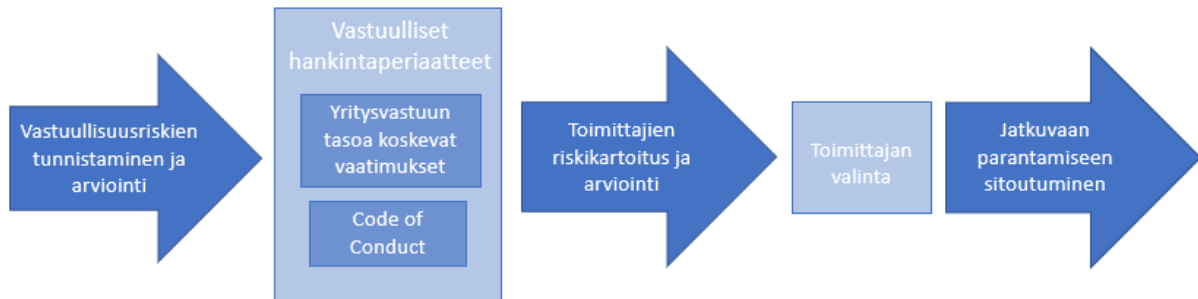 Vastuullisuusriskien
tunnistaminen ja
arviointi
Vastuulliset
hankintaperiaatteet
Yritysvastuun
tasoa koskevat
vaatimukset
Code of
Conduct
Toimittajien
riskikartoitus ja
arviointi
Toimittajan
valinta
Jatkuvaan
parantamiseen
sitoutuminen